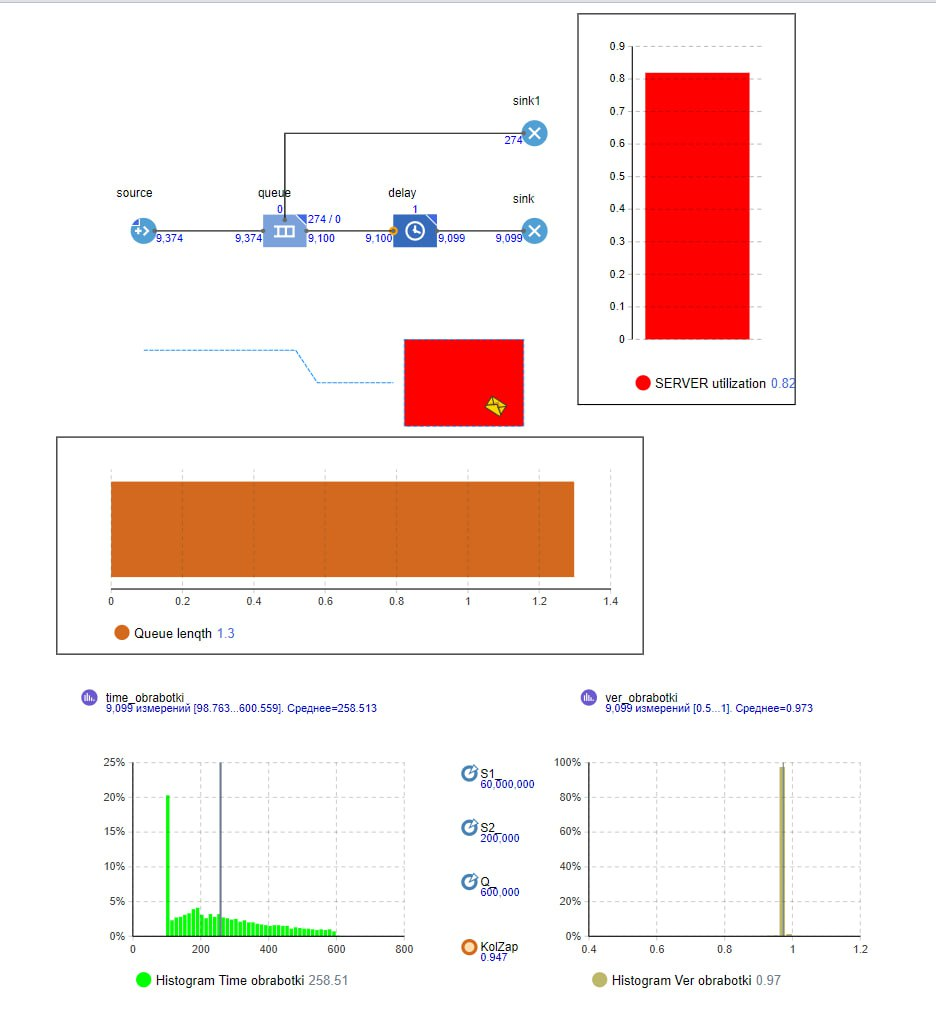 sink1
274
source
queue
delay
sink
0
274 / 0
1
9,374
9,374
9,100
9,100
9,099
9,099
0.9
0.8
0.7
0.6
0.5
0.4
0.3
0.2
0.1
0
SERVER utilization 0.82
0 0.2 0.4 0.6 0.8 1 1.2 1.4
Queue length 1.3
time_obrabotki
9,099 измерений [98.763...600.559]. Среднее=258.513
25%
20%
15%
10%
5%
0%
0 200 400 600 800
Histogram Time obrabotki 258.51
S1_
60,000,000
S2_
200,000
Q_
600,000
KolZap
0.947
ver_obrabotki
9,099 измерений [0.5...1]. Среднее=0.973
100%
80%
60%
40%
20%
0%
0.4 0.6 0.8 1 1.2
Histogram Ver obrabotki 0.97